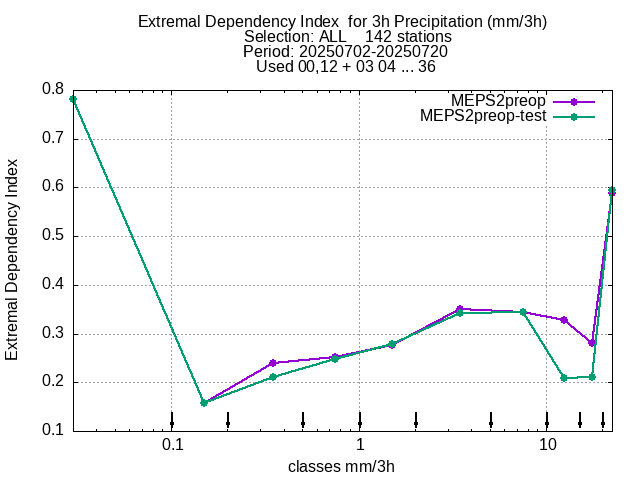 Extremal Dependency Index  for 3h Precipitation (mm/3h)
Selection: ALL    142 stations
Period: 20250702-20250720
Used 00,12 + 03 04 ... 36
MEPS2preop
MEPS2preop-test
0.8
0.7
0.6
0.5
0.4
0.3
0.2
0.1
Extremal Dependency Index
0.1 1 10
classes mm/3h